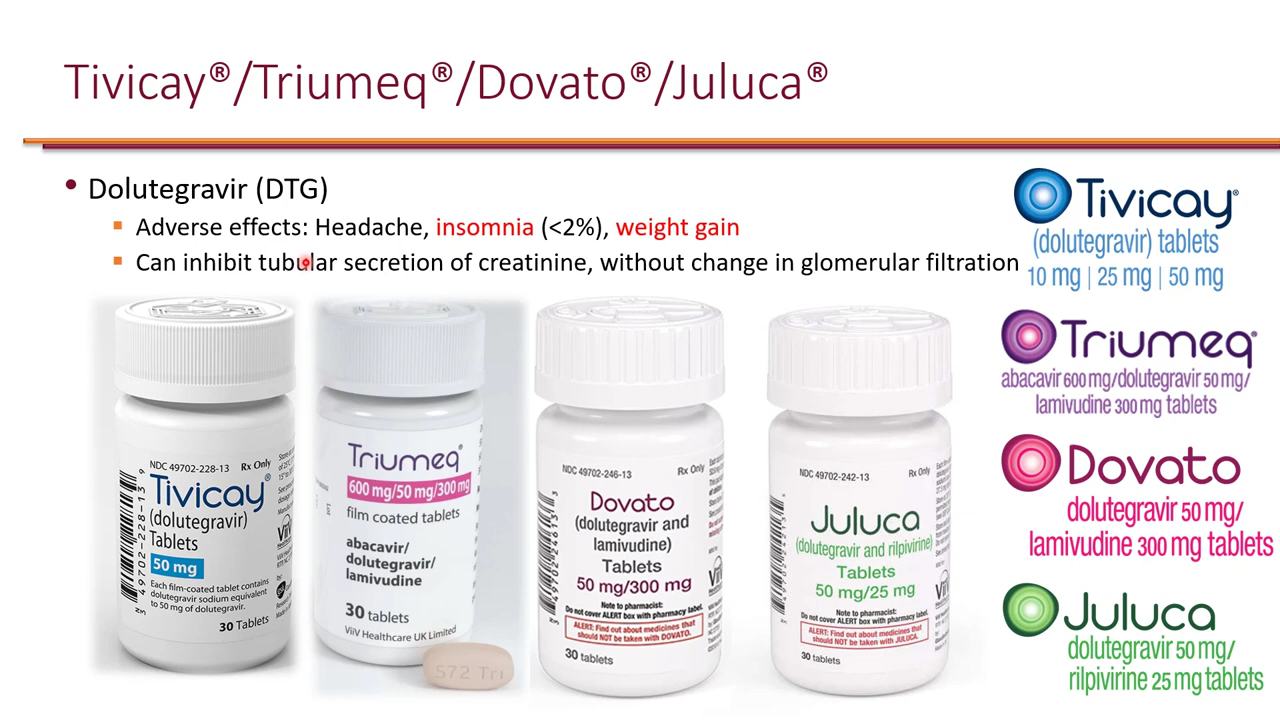 Tivicay®/Triumeq®/Dovato®/Juluca®
• Dolutegravir (DTG)
▪ Adverse effects: Headache, insomnia (<2%), weight gain
▪ Can inhibit tubular secretion of creatinine, without change in glomerular filtration
Tivicay®
(dolutegravir) tablets
10 mg | 25 mg | 50 mg
Triumeq®
abacavir 600 mg/dolutegravir 50 mg/
lamivudine 300 mg tablets
Dovato
dolutegravir 50 mg/
lamivudine 300 mg tablets
Juluca
dolutegravir 50 mg/
rilpivirine 25 mg tablets
NDC 49702-228-13 Rx Only
Tivicay®
(dolutegravir)
Tablets
50 mg
Each film-coated tablet contains
dolutegravir sodium equivalent
to 50 mg of dolutegravir.
30 Tablets
49702-228-13
Triumeq®
600 mg/50 mg/300 mg
film coated tablets
abacavir/
dolutegravir/
lamivudine
30 tablets
ViiV Healthcare UK Limited
572 Tri
NDC 49702-246-13 Rx Only
Dovato
(dolutegravir and
lamivudine)
Tablets
50 mg/300 mg
Note to pharmacist:
Do not cover ALERT box with pharmacy label.
ALERT: Find out about medicines that
should NOT be taken with DOVATO.
30 tablets
NDC 49702-242-13 Rx Only
Juluca
(dolutegravir and rilpivirine)
Tablets
50 mg/25 mg
Note to pharmacist:
Do not cover ALERT box with pharmacy label.
ALERT: Find out about medicines that
should NOT be taken with JULUCA.
30 tablets